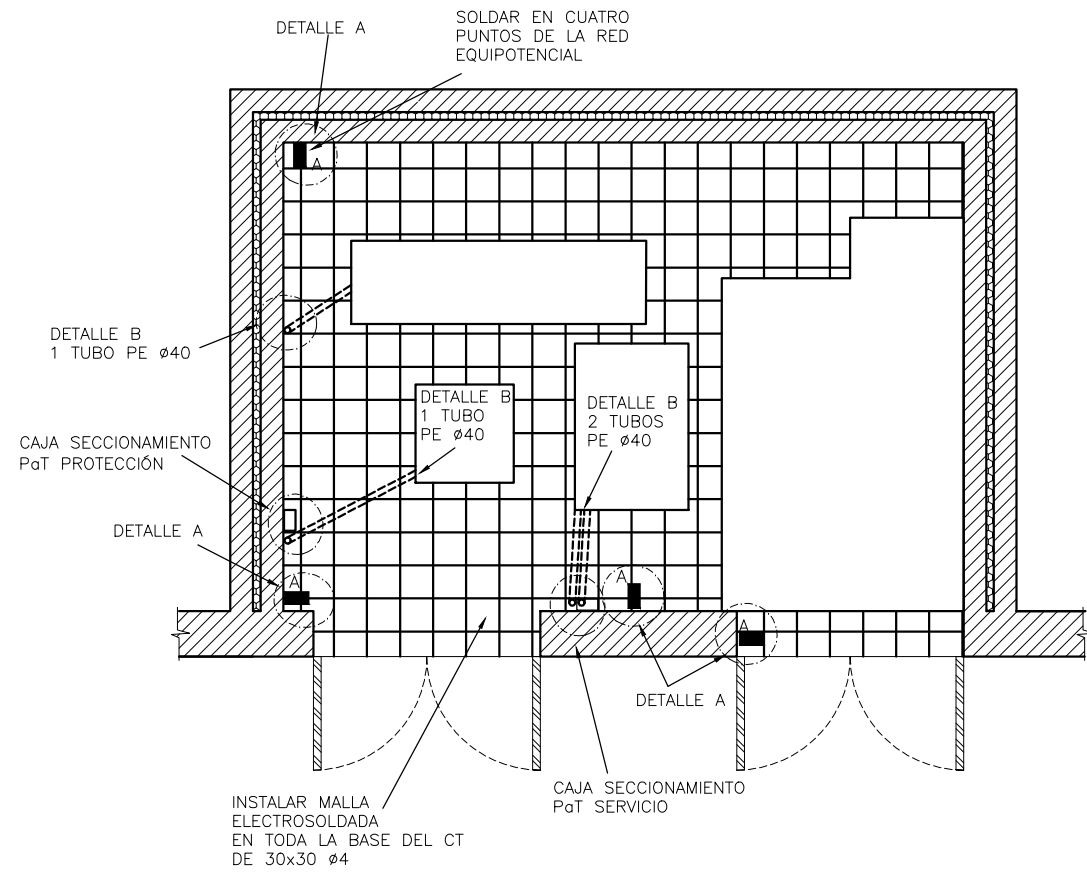 DETALLE A
SOLDAR EN CUATRO
PUNTOS DE LA RED
EQUIPOTENCIAL
A
DETALLE B
1 TUBO PE ø40
DETALLE B
1 TUBO
PE ø40
DETALLE B
2 TUBOS
PE ø40
CAJA SECCIONAMIENTO
PaT PROTECCIÓN
DETALLE A
A
A
A
DETALLE A
CAJA SECCIONAMIENTO
PaT SERVICIO
INSTALAR MALLA
ELECTROSOLDADA
EN TODA LA BASE DEL CT
DE 30x30 ø4